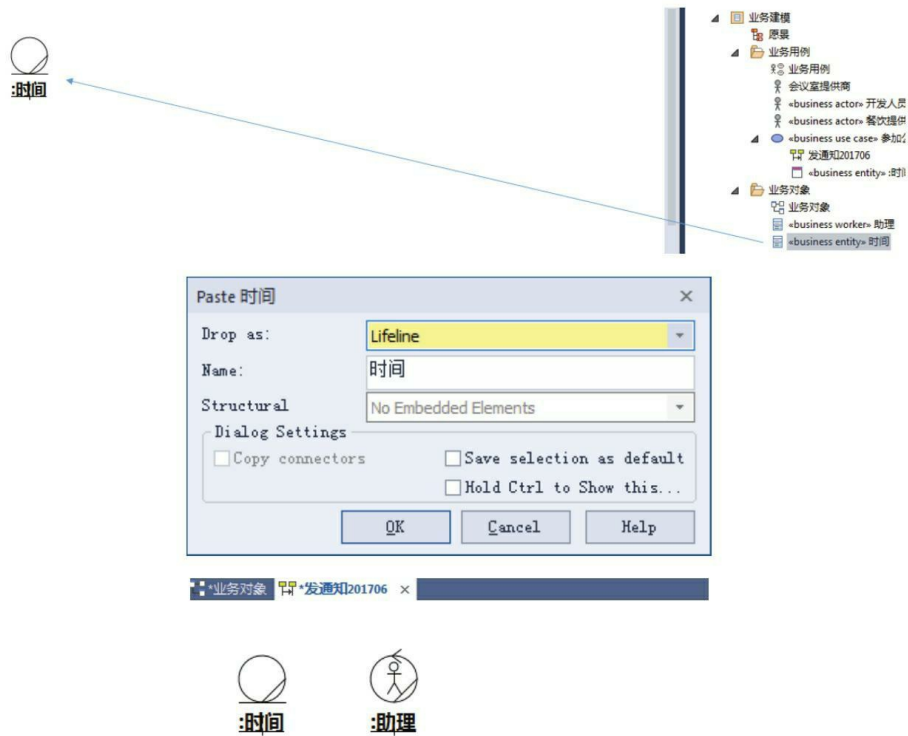 业务建模
愿景
业务用例
业务用例
会议室提供商
«business actor» 开发人员
«business actor» 餐饮提供
«business use case» 参加
发通知201706
«business entity» :时
业务对象
业务对象
«business worker» 助理
«business entity» 时间
:时间
Paste 时间
Drop as:
Lifeline
Name:
时间
Structural
No Embedded Elements
Dialog Settings
Copy connectors
Save selection as default
Hold Ctrl to Show this...
OK
Cancel
Help
*业务对象
*发通知201706
:时间
:助理